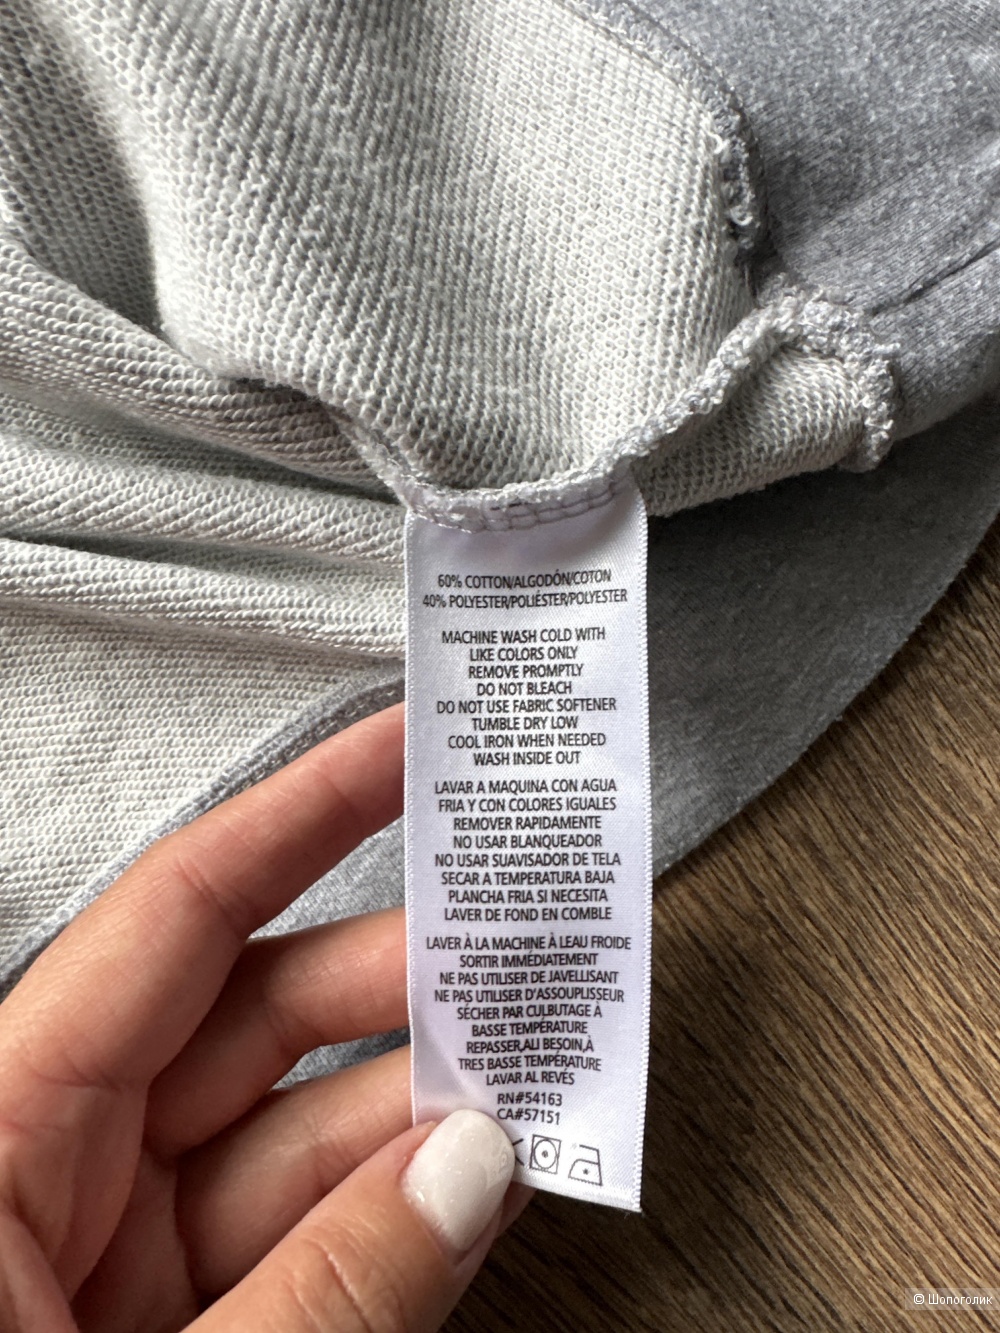 60% COTTON/ALGODÓN/COTON
40% POLYESTER/POLIÉSTER/POLYESTER
MACHINE WASH COLD WITH
LIKE COLORS ONLY
REMOVE PROMPTLY
DO NOT BLEACH
DO NOT USE FABRIC SOFTENER
TUMBLE DRY LOW
COOL IRON WHEN NEEDED
WASH INSIDE OUT
LAVAR A MAQUINA CON AGUA
FRIA Y CON COLORES IGUALES
REMOVER RAPIDAMENTE
NO USAR BLANQUEADOR
NO USAR SUAVISADOR DE TELA
SECAR A TEMPERATURA BAJA
PLANCHA FRIA SI NECESITA
LAVER DE FOND EN COMBLE
LAVER À LA MACHINE À LEAU FROIDE
SORTIR IMMÉDIATEMENT
NE PAS UTILISER DE JAVELLISANT
NE PAS UTILISER D'ASSOUPLISSEUR
SÉCHER PAR CULBUTAGE À
BASSE TEMPÉRATURE
REPASSER,AU BESOIN,À
TRES BASSE TEMPÉRATURE
LAVAR AL REVÉS
RN#54163
CA#57151
© Шопоголик